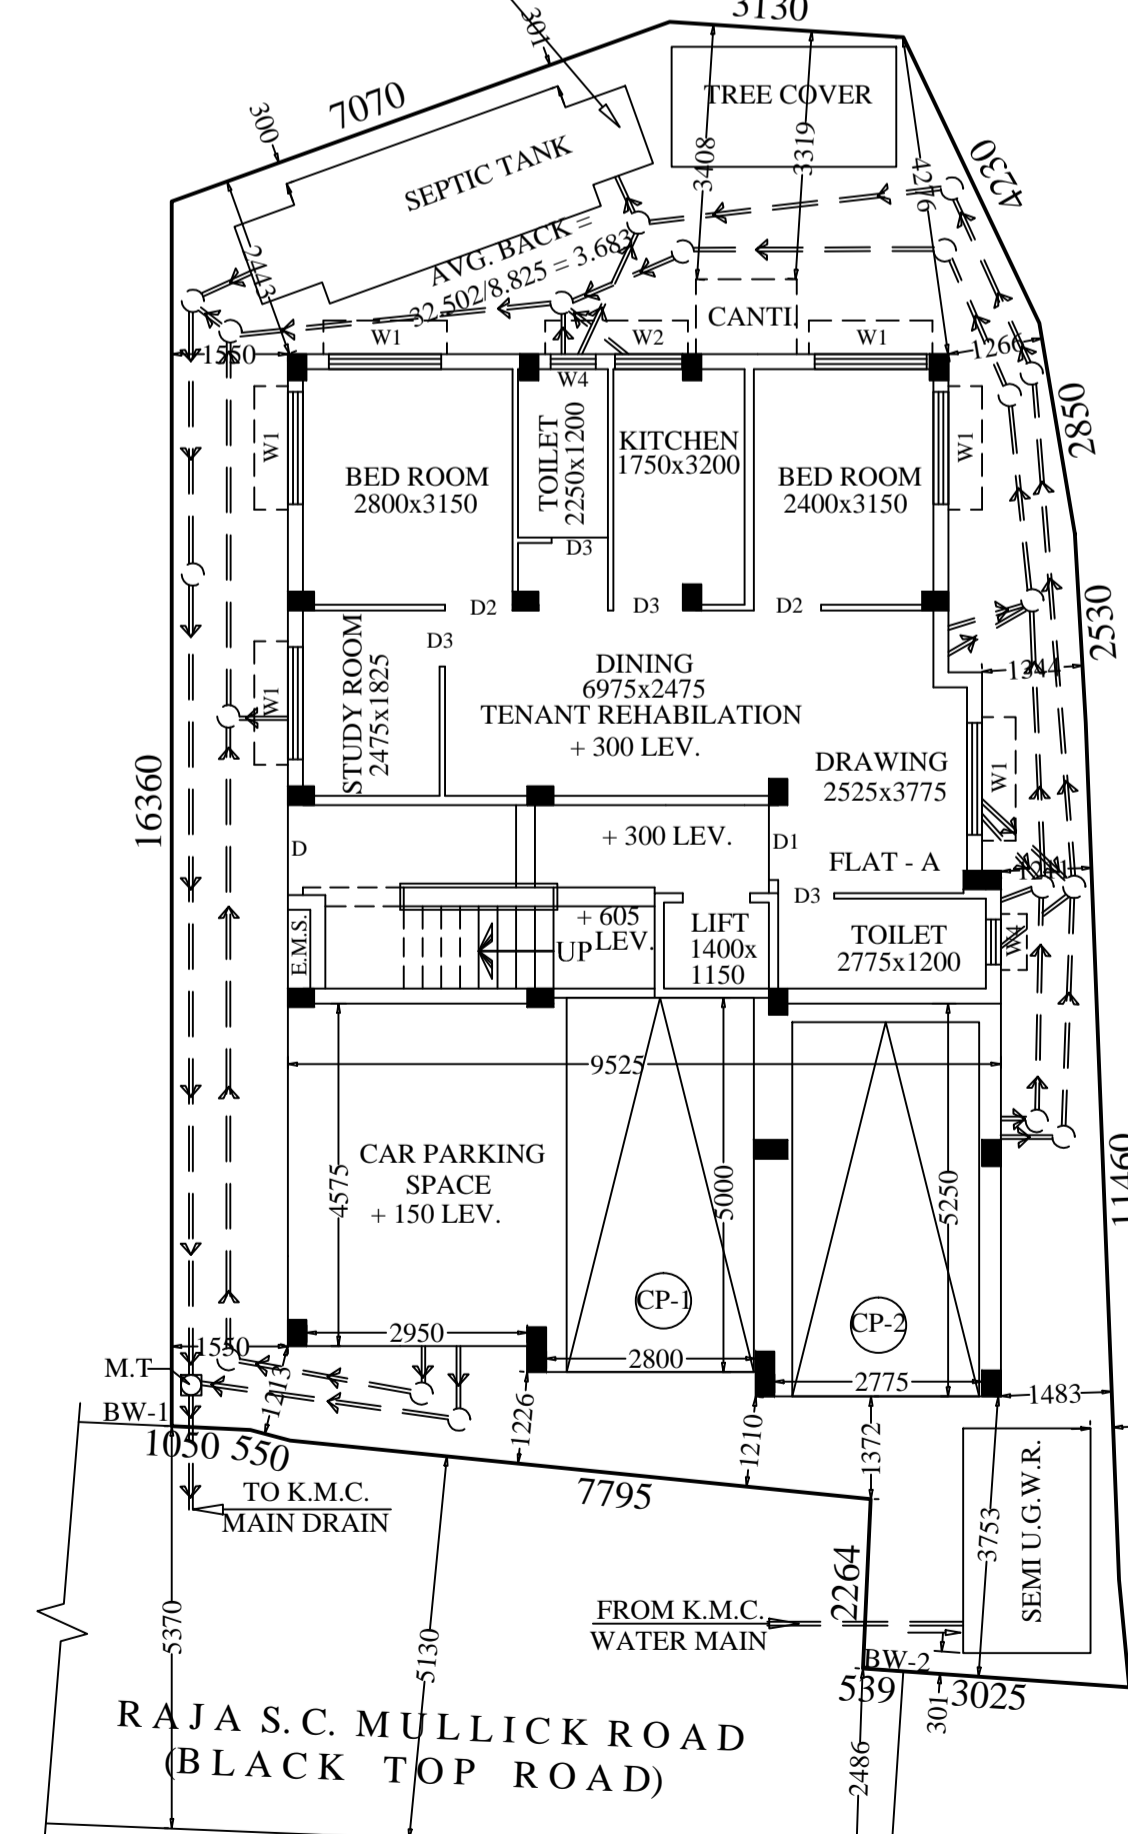 3130
301
7070
300
TREE COVER
SEPTIC TANK
3408
3319
4276
4230
AVG. BACK =
32.502/8.825 = 3.683
2443
CANTI.
W1
W2
W1
W4
1550
1266
2850
W1
W1
BED ROOM
2800x3150
TOILET
2250x1200
KITCHEN
1750x3200
BED ROOM
2400x3150
D3
D2
D3
D2
2530
D3
STUDY ROOM
2475x1825
DINING
6975x2475
TENANT REHABILATION
+ 300 LEV.
1344
W1
W1
16360
DRAWING
2525x3775
+ 300 LEV.
D1
D
FLAT - A
D3
+ 605
LEV.
UP
LIFT
1400x
1150
TOILET
2775x1200
W4
E.M.S.
9525
CAR PARKING
SPACE
+ 150 LEV.
4575
5000
5250
11460
CP-1
CP-2
2950
2800
2775
1550
1483
M.T
1213
1226
1210
1372
BW-1
1050
550
7795
TO K.M.C.
MAIN DRAIN
SEMI U.G.W.R.
3753
2264
FROM K.M.C.
WATER MAIN
5370
5130
BW-2
539
3025
301
2486
RAJA S. C. MULLICK ROAD
(BLACK TOP ROAD)